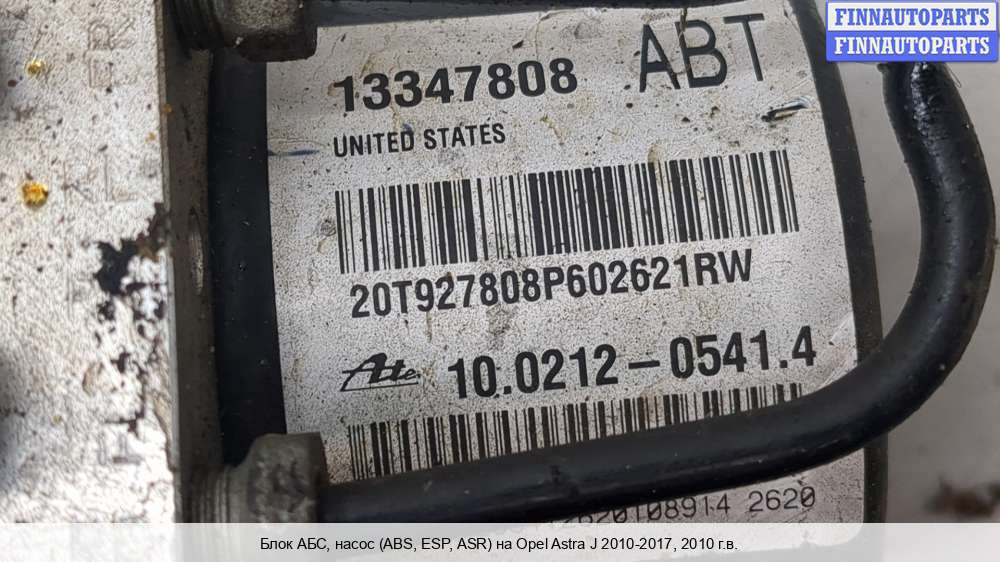 FINNAUTOPARTS
FINNAUTOPARTS
13347808 ABT
UNITED STATES
20T927808P602621RW
Ate 10.0212-0541.4
2620108914 2620
Блок АБС, насос (ABS, ESP, ASR) на Opel Astra J 2010-2017, 2010 г.в.